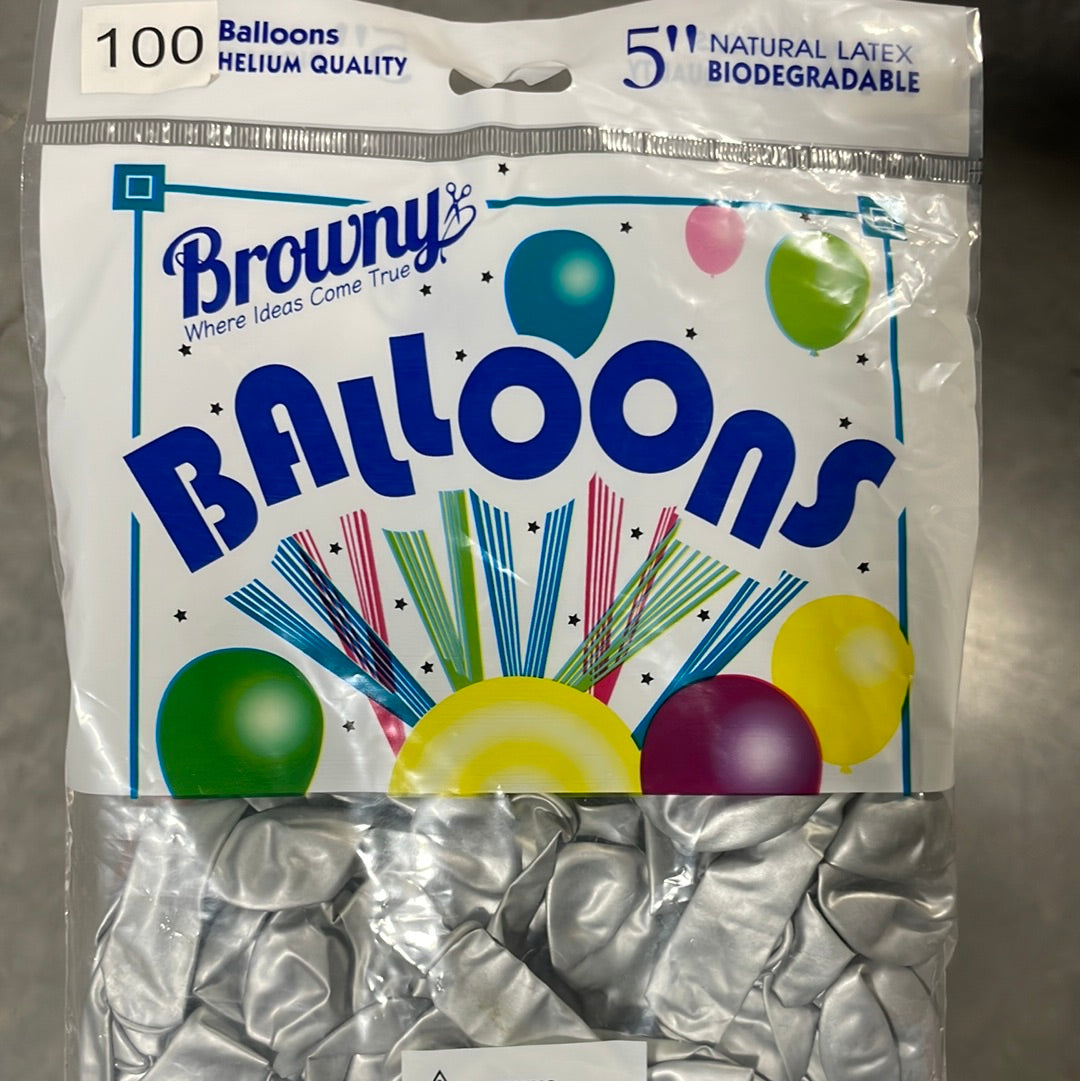 100 Balloons
HELIUM QUALITY
5" NATURAL LATEX
BIODEGRADABLE
Browny
Where Ideas Come True
BALLOONS